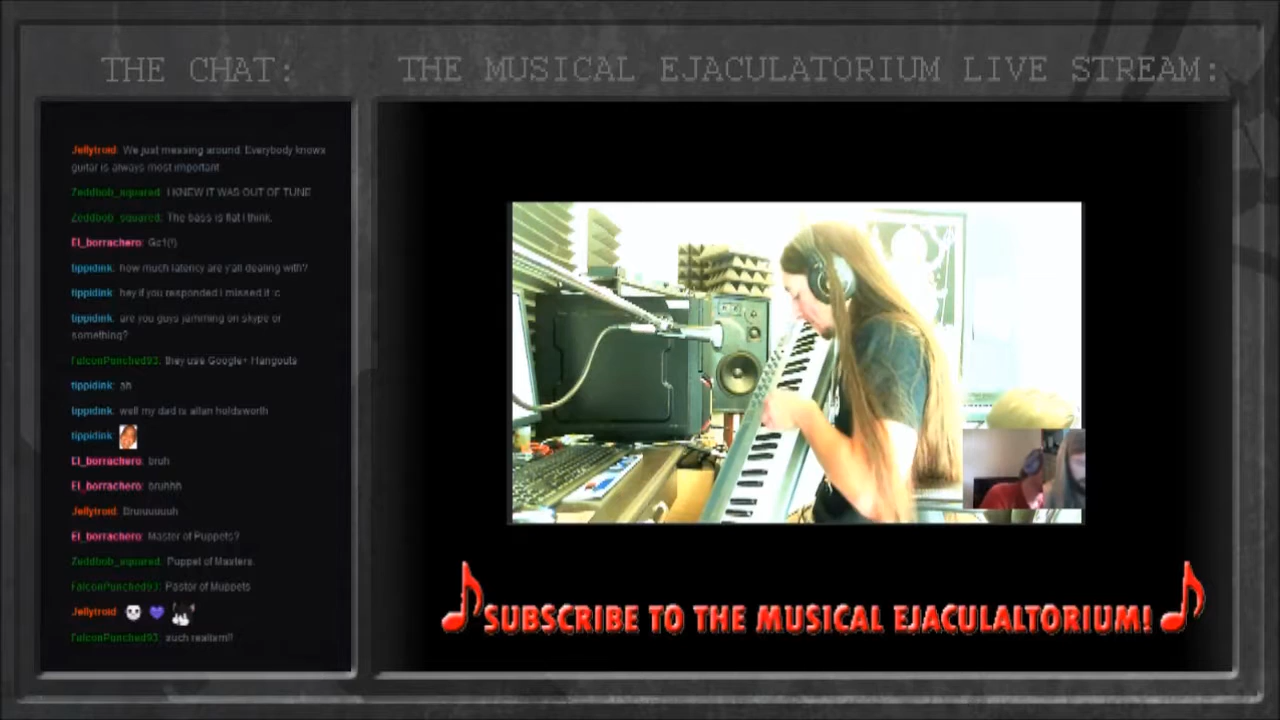 THE CHAT:
THE MUSICAL EJACULATORIUM LIVE STREAM:
Jellytroid: We just messing around. Everybody knows
guitar is always most important
Zeddbob_squared: I KNEW IT WAS OUT OF TUNE
Zeddbob_squared: The bass is flat I think.
El_borrachero: Gz1(!)
tippidink: how much latency are y'all dealing with?
tippidink: hey if you responded i missed it :c
tippidink: are you guys jamming on skype or
something?
FalconPunched93: they use Google+ Hangouts
tippidink: ah
tippidink: well my dad is allan holdsworth
tippidink:
El_borrachero: bruh
El_borrachero: bruhhh
Jellytroid: Bruuuuuuh
El_borrachero: Master of Puppets?
Zeddbob_squared: Puppet of Masters.
FalconPunched93: Pastor of Muppets
Jellytroid:
FalconPunched93: such realism!!
SUBSCRIBE TO THE MUSICAL EJACULALTORIUM!